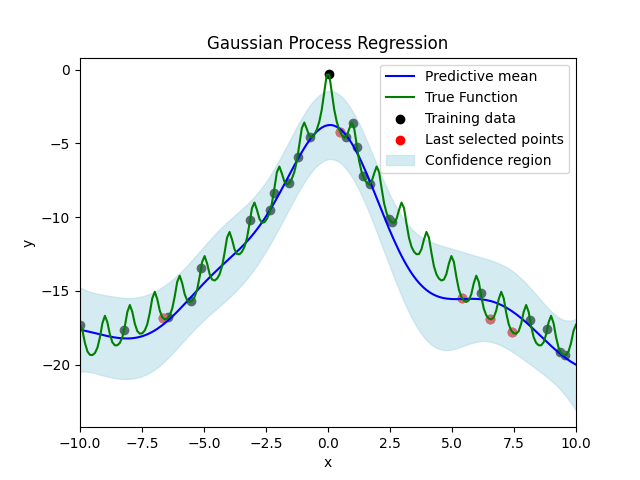 Gaussian Process Regression
Predictive mean
True Function
Training data
Last selected points
Confidence region
0
−5
−10
−15
−20
y
−10.0 −7.5 −5.0 −2.5 0.0 2.5 5.0 7.5 10.0
x